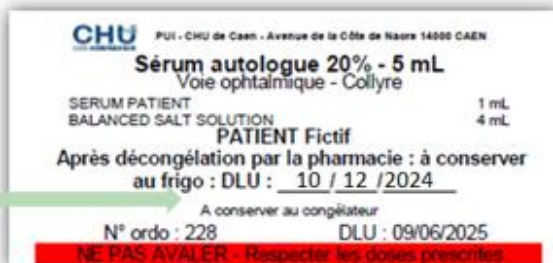 CHU PUI - CHU de Caen - Avenue de la Côte de Nacre 14000 CAEN
Sérum autologue 20% - 5 mL
Voie ophtalmique - Collyre
SERUM PATIENT 1 mL
BALANCED SALT SOLUTION 4 mL
PATIENT Fictif
Après décongélation par la pharmacie : à conserver
au frigo : DLU : 10 / 12 /2024
A conserver au congélateur
N° ordo : 228 DLU : 09/06/2025
NE PAS AVALER - Respecter les doses prescrites